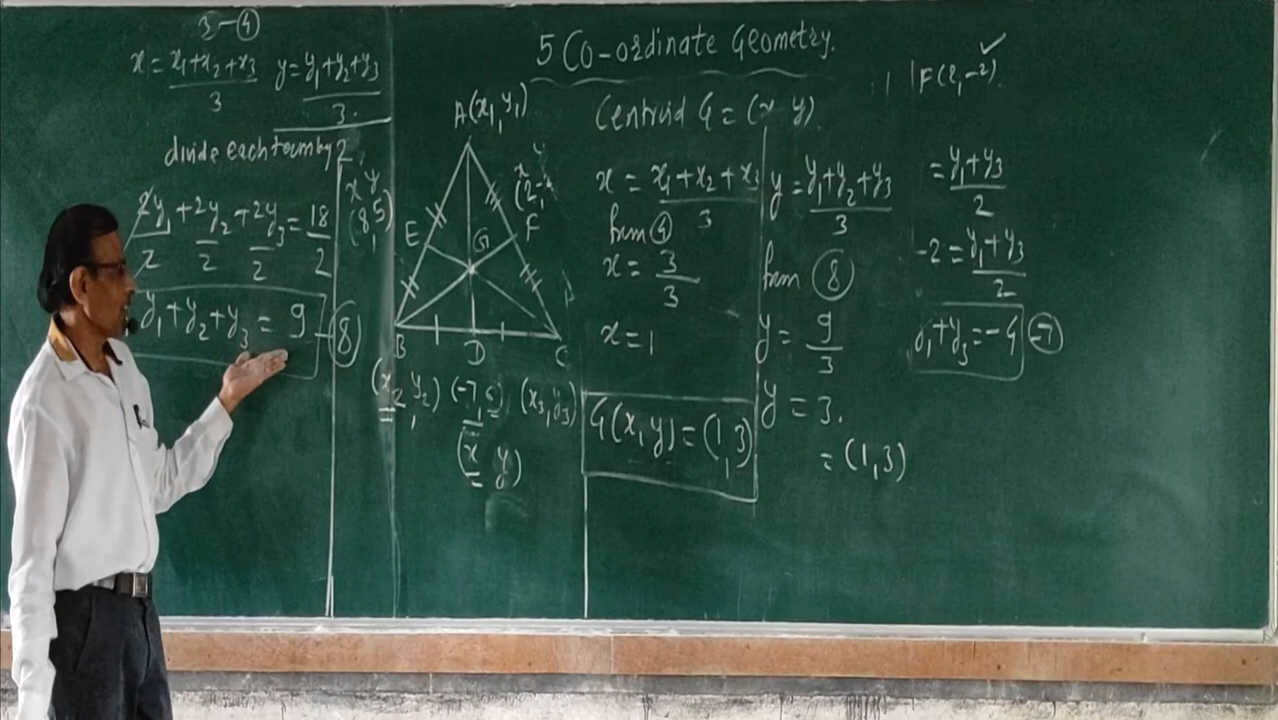 3 — ④
x = x₁+x₂+x₃/3 y = y₁+y₂+y₃/3.
divide each term by 2,
2y₁/2 + 2y₂/2 + 2y₃/2 = 18/2
y₁+y₂+y₃ = 9 — ⑧
x y
(8,5)
5 Co-ordinate Geometry.
A(x₁,y₁)
x y
E
F
G
B
D
C
(x₂,y₂) (-7,6) (x₃,y₃)
(x y)
Centroid G = (x y)
x = x₁+x₂+x₃/3
from ④
x = 3/3
x = 1
G(x,y) = (1,3)
y = y₁+y₂+y₃/3
from ⑧
y = 9/3
y = 3.
= (1,3)
F(2,-2) ✓
= y₁+y₃/2
-2 = y₁+y₃/2
y₁+y₃ = -4 — ⑦